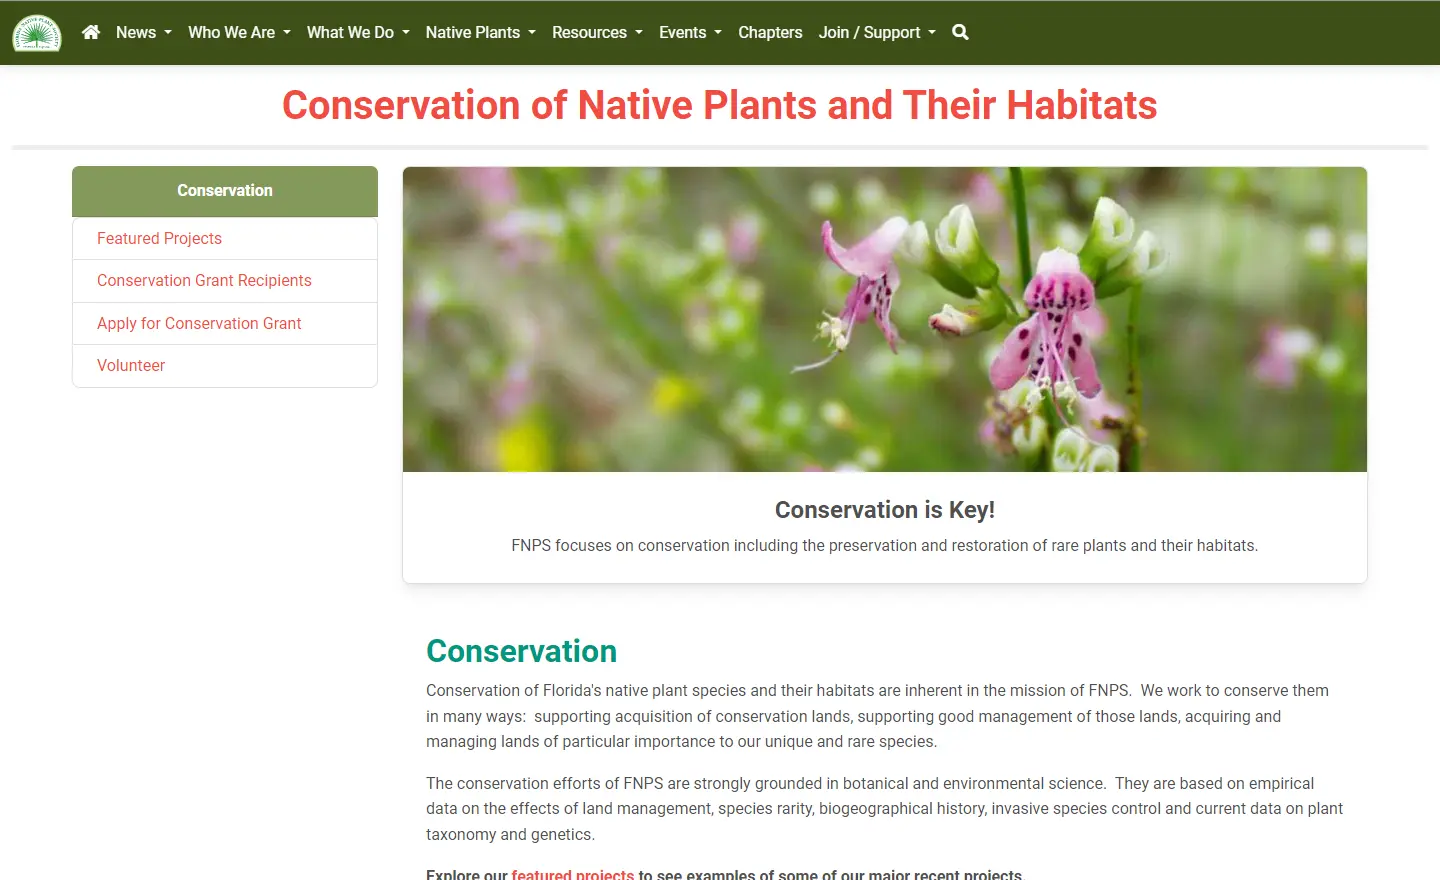 News
Who We Are
What We Do
Native Plants
Resources
Events
Chapters
Join / Support
Conservation of Native Plants and Their Habitats
Conservation
Featured Projects
Conservation Grant Recipients
Apply for Conservation Grant
Volunteer
Conservation is Key!
FNPS focuses on conservation including the preservation and restoration of rare plants and their habitats.
Conservation
Conservation of Florida's native plant species and their habitats are inherent in the mission of FNPS.  We work to conserve them
in many ways:  supporting acquisition of conservation lands, supporting good management of those lands, acquiring and
managing lands of particular importance to our unique and rare species.
The conservation efforts of FNPS are strongly grounded in botanical and environmental science.  They are based on empirical
data on the effects of land management, species rarity, biogeographical history, invasive species control and current data on plant
taxonomy and genetics.
Explore our featured projects to see examples of some of our major recent projects.